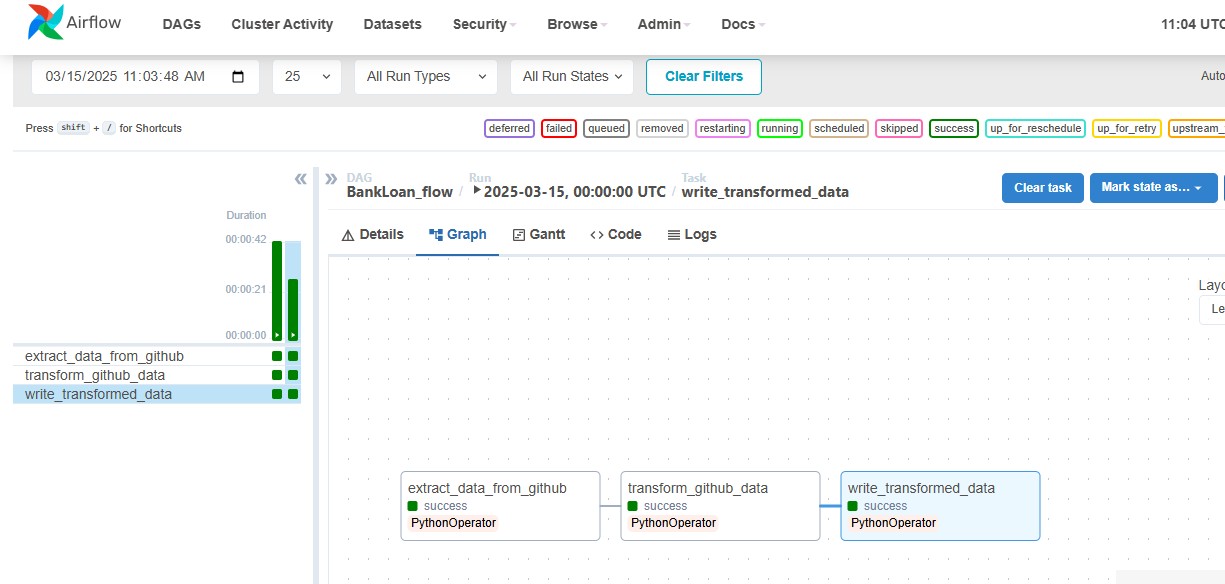 Airflow DAGs Cluster Activity Datasets Security Browse Admin Docs 11:04 UTC
03/15/2025 11:03:48 AM 25 All Run Types All Run States Clear Filters Auto
Press shift + / for Shortcuts deferred failed queued removed restarting running scheduled skipped success up_for_reschedule up_for_retry upstream_
DAG Run Task
BankLoan_flow / 2025-03-15, 00:00:00 UTC / write_transformed_data Clear task Mark state as...
Duration
00:00:42
00:00:21
00:00:00
extract_data_from_github
transform_github_data
write_transformed_data
Details Graph Gantt <> Code Logs
Layo
Le
extract_data_from_github
success
PythonOperator
transform_github_data
success
PythonOperator
write_transformed_data
success
PythonOperator